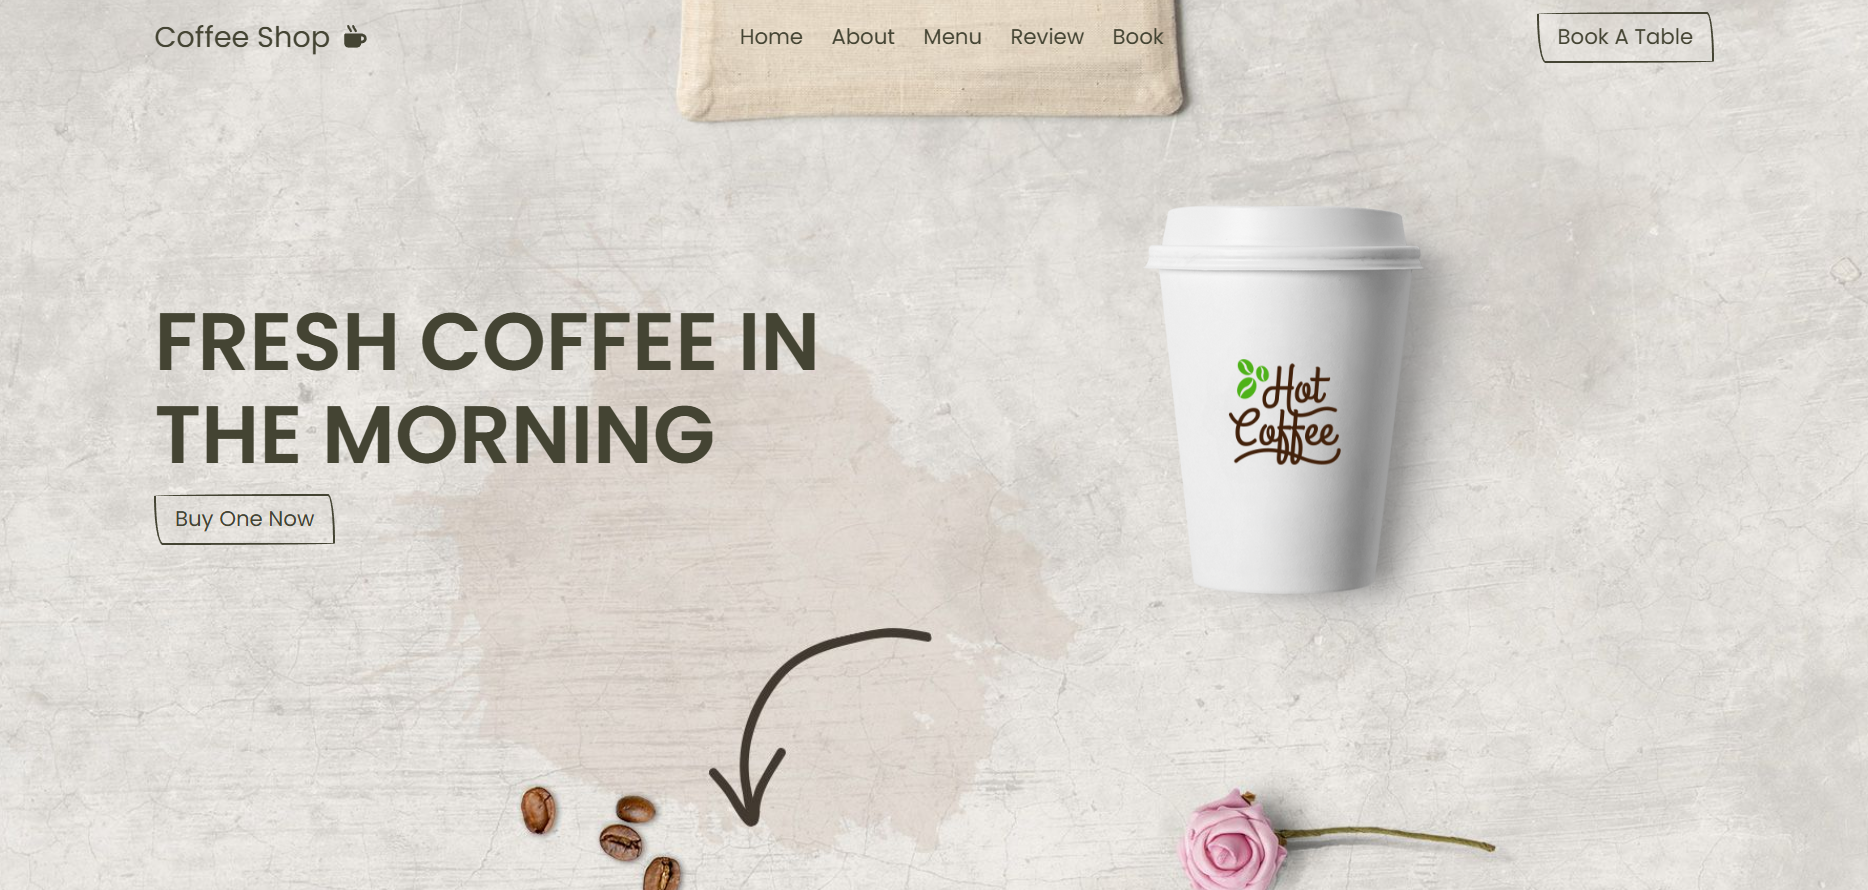 Coffee Shop
Home About Menu Review Book
Book A Table
FRESH COFFEE IN
THE MORNING
Buy One Now
Hot
Coffee